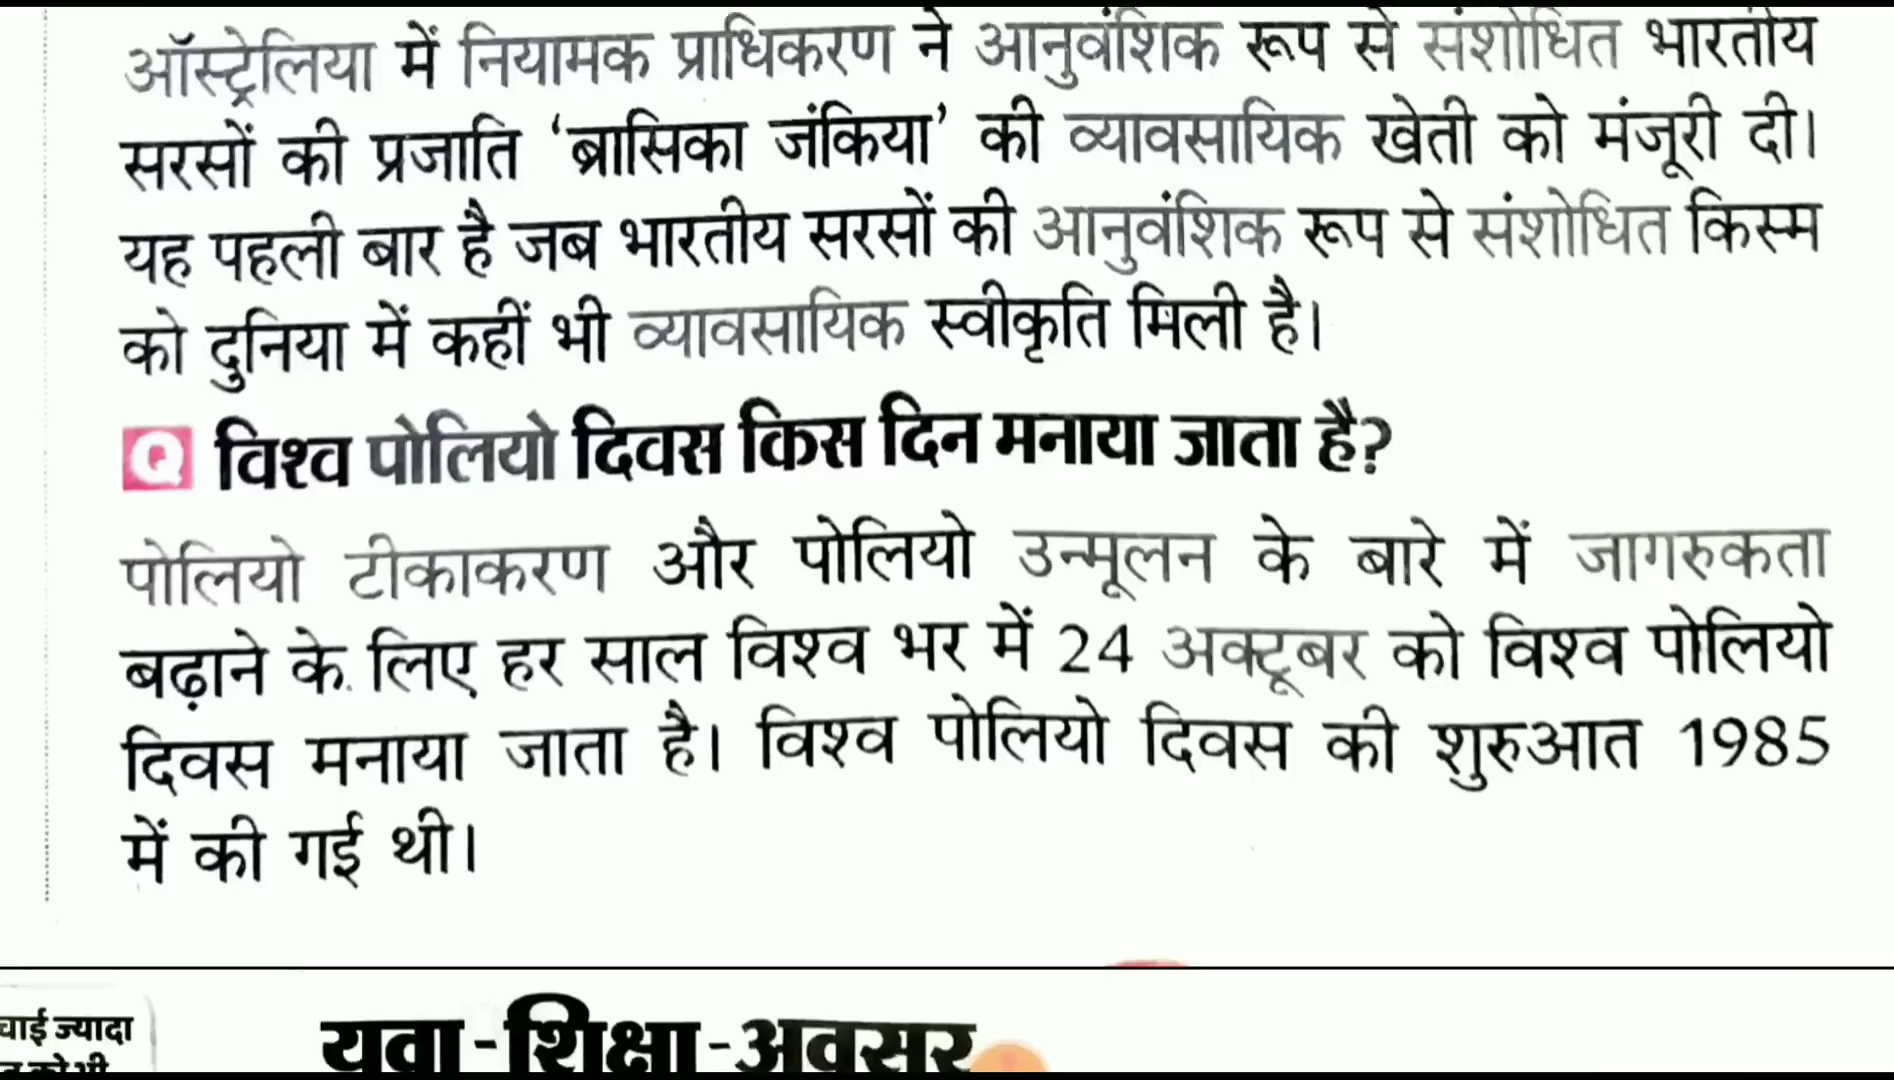 ऑस्ट्रेलिया में नियामक प्राधिकरण ने आनुवंशिक रूप से संशोधित भारतीय
सरसों की प्रजाति ‘ब्रासिका जंकिया’ की व्यावसायिक खेती को मंजूरी दी।
यह पहली बार है जब भारतीय सरसों की आनुवंशिक रूप से संशोधित किस्म
को दुनिया में कहीं भी व्यावसायिक स्वीकृति मिली है।
Q विश्व पोलियो दिवस किस दिन मनाया जाता है?
पोलियो टीकाकरण और पोलियो उन्मूलन के बारे में जागरुकता
बढ़ाने के लिए हर साल विश्व भर में 24 अक्टूबर को विश्व पोलियो
दिवस मनाया जाता है। विश्व पोलियो दिवस की शुरुआत 1985
में की गई थी।
ज्यादा
युवा-शिक्षा-अवसर